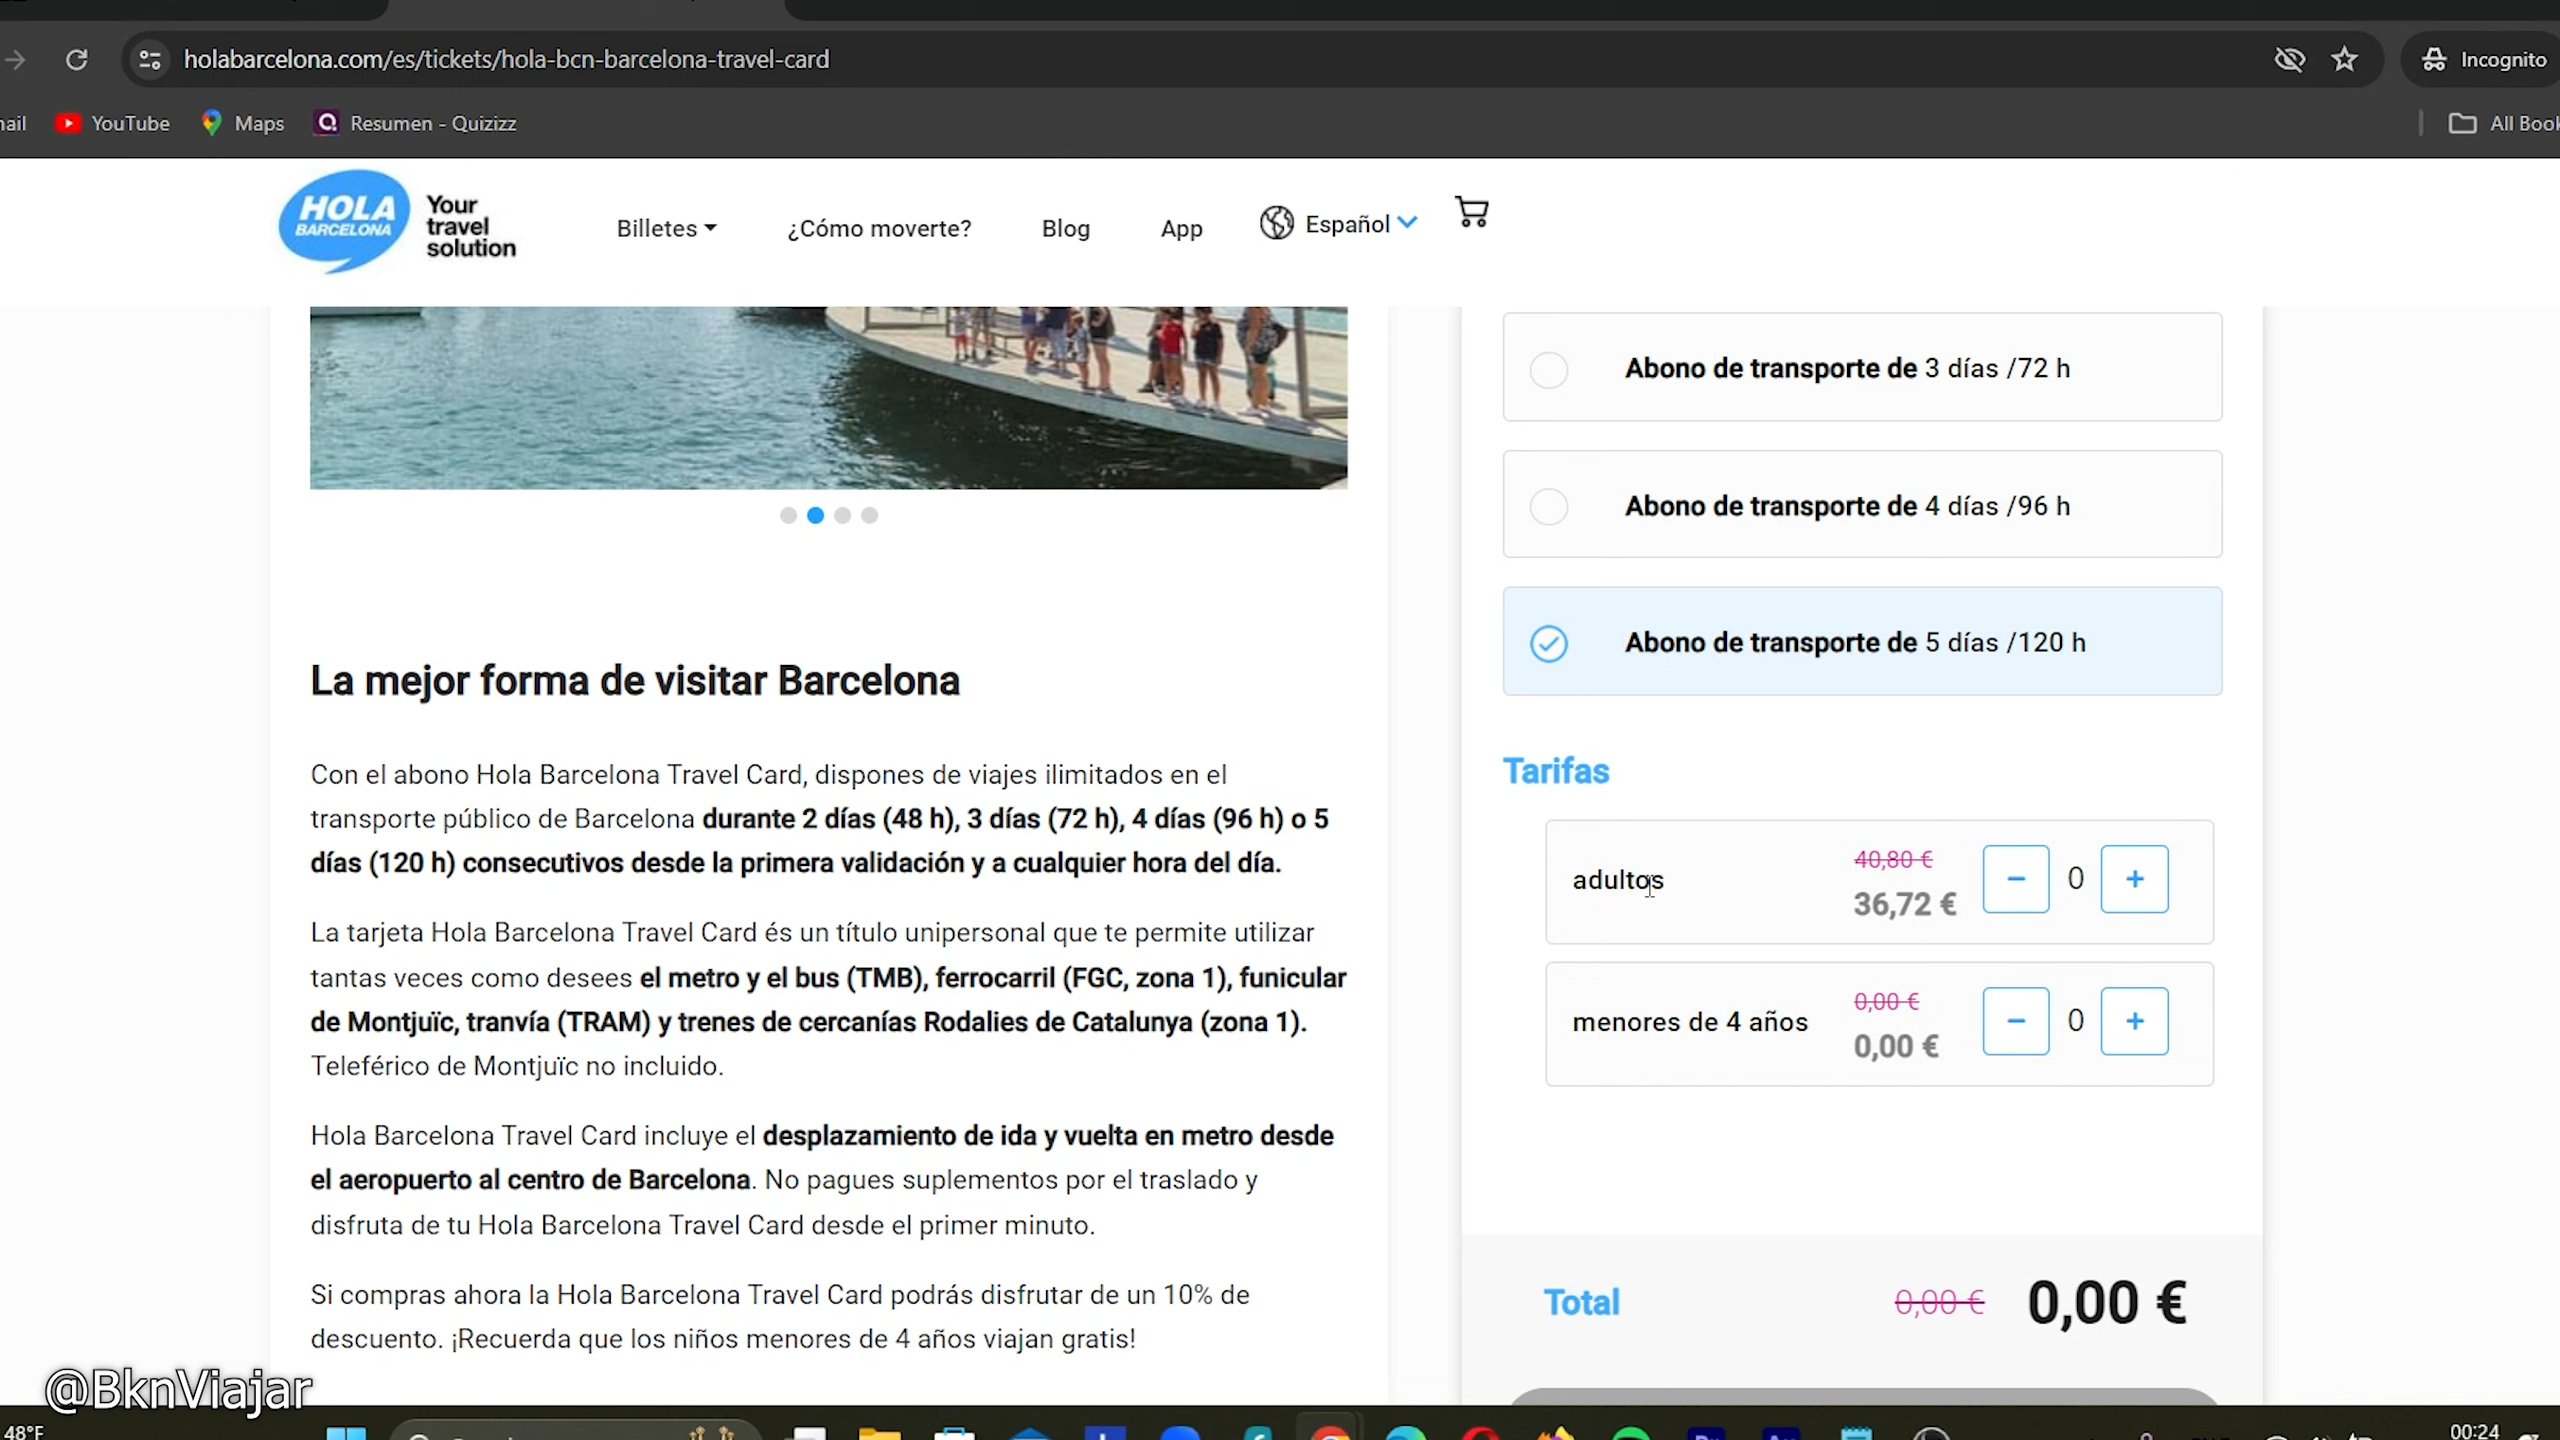 holabarcelona.com/es/tickets/hola-bcn-barcelona-travel-card
Incognito
YouTube
Maps
Resumen - Quizizz
HOLA
BARCELONA
Your
travel
solution
Billetes
¿Cómo moverte?
Blog
App
Español
La mejor forma de visitar Barcelona
Con el abono Hola Barcelona Travel Card, dispones de viajes ilimitados en el
transporte público de Barcelona durante 2 días (48 h), 3 días (72 h), 4 días (96 h) o 5
días (120 h) consecutivos desde la primera validación y a cualquier hora del día.
La tarjeta Hola Barcelona Travel Card és un título unipersonal que te permite utilizar
tantas veces como desees el metro y el bus (TMB), ferrocarril (FGC, zona 1), funicular
de Montjuïc, tranvía (TRAM) y trenes de cercanías Rodalies de Catalunya (zona 1).
Teleférico de Montjuïc no incluido.
Hola Barcelona Travel Card incluye el desplazamiento de ida y vuelta en metro desde
el aeropuerto al centro de Barcelona. No pagues suplementos por el traslado y
disfruta de tu Hola Barcelona Travel Card desde el primer minuto.
Si compras ahora la Hola Barcelona Travel Card podrás disfrutar de un 10% de
descuento. ¡Recuerda que los niños menores de 4 años viajan gratis!
Abono de transporte de 3 días /72 h
Abono de transporte de 4 días /96 h
Abono de transporte de 5 días /120 h
Tarifas
adultos
40,80 €
36,72 €
0
menores de 4 años
0,00 €
0,00 €
0
Total
0,00 €
0,00 €
@BknViajar
48°F
00:24